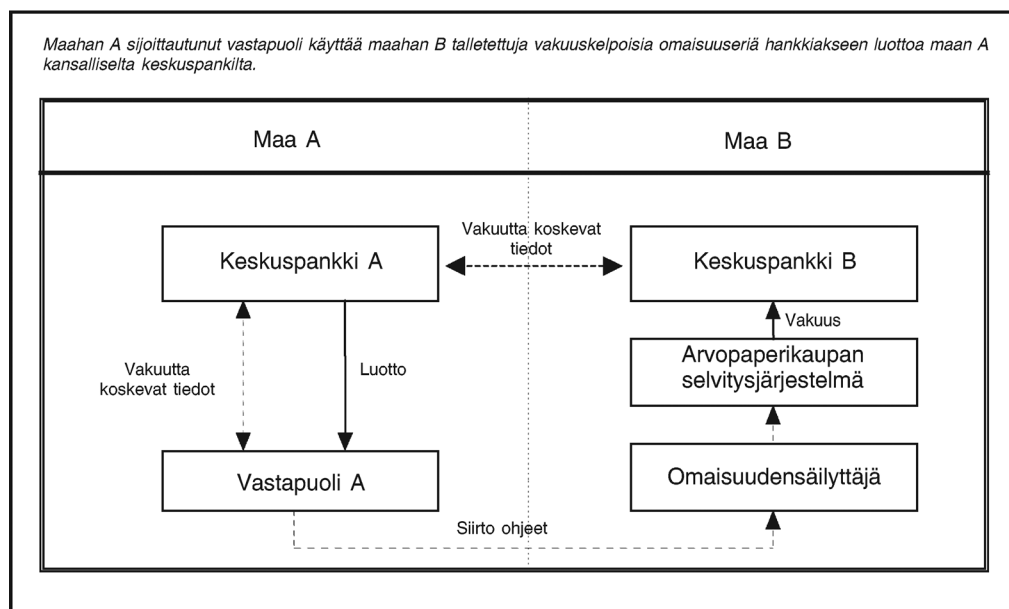 Maahan A sijoittautunut vastapuoli käyttää maahan B talletettuja vakuuskelpoisia omaisuuseriä hankkiakseen luottoa maan A
kansalliselta keskuspankilta.
Maa A
Maa B
Vakuutta koskevat
tiedot
Keskuspankki A
Keskuspankki B
Vakuus
Vakuutta
koskevat tiedot
Luotto
Arvopaperikaupan
selvitysjärjestelmä
Vastapuoli A
Omaisuudensäilyttäjä
Siirto ohjeet